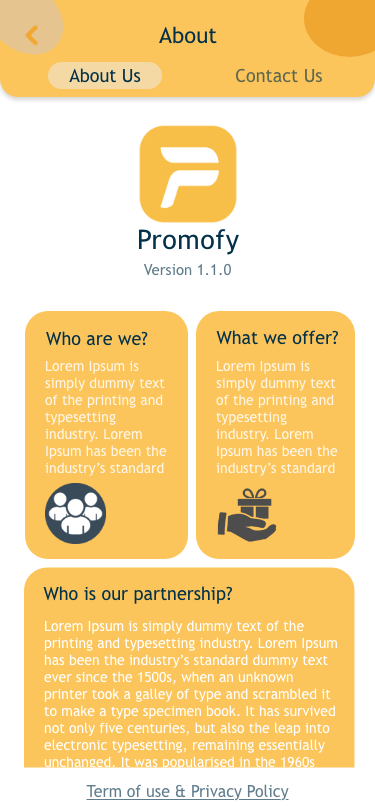 About
About Us
Contact Us
Promofy
Version 1.1.0
Who are we?
Lorem Ipsum is
simply dummy text
of the printing and
typesetting
industry. Lorem
Ipsum has been the
industry’s standard
What we offer?
Lorem Ipsum is
simply dummy text
of the printing and
typesetting
industry. Lorem
Ipsum has been the
industry’s standard
Who is our partnership?
Lorem Ipsum is simply dummy text of the
printing and typesetting industry. Lorem Ipsum
has been the industry’s standard dummy text
ever since the 1500s, when an unknown
printer took a galley of type and scrambled it
to make a type specimen book. It has survived
not only five centuries, but also the leap into
electronic typesetting, remaining essentially
unchanged. It was popularised in the 1960s
Term of use & Privacy Policy